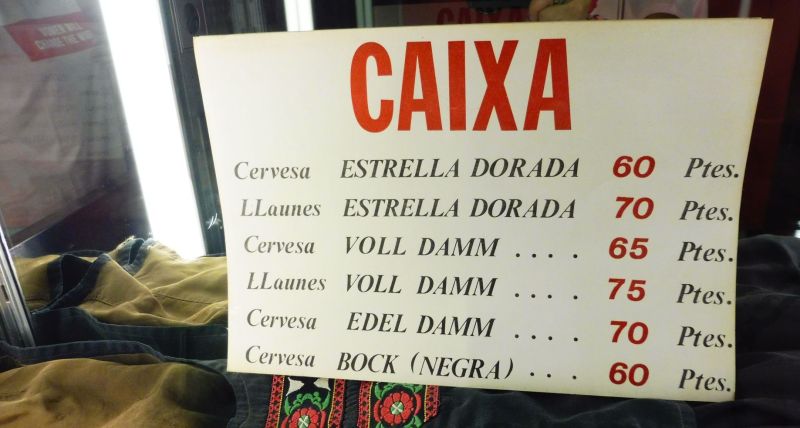 CAIXA
Cervesa ESTRELLA DORADA 60 Ptes.
LLaunes ESTRELLA DORADA 70 Ptes.
Cervesa VOLL DAMM .... 65 Ptes.
LLaunes VOLL DAMM .... 75 Ptes.
Cervesa EDEL DAMM .... 70 Ptes.
Cervesa BOCK (NEGRA) ... 60 Ptes.